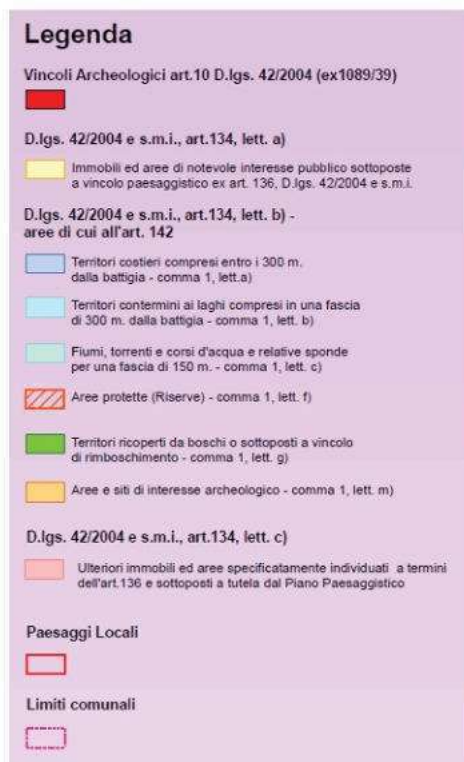 Legenda
Vincoli Archeologici art.10 D.lgs. 42/2004 (ex1089/39)
D.lgs. 42/2004 e s.m.i., art.134, lett. a)
Immobili ed aree di notevole interesse pubblico sottoposte
a vincolo paesaggistico ex art. 136, D.lgs. 42/2004 e s.m.i.
D.lgs. 42/2004 e s.m.i., art.134, lett. b) -
aree di cui all'art. 142
Territori costieri compresi entro i 300 m.
dalla battigia - comma 1, lett.a)
Territori contermini ai laghi compresi in una fascia
di 300 m. dalla battigia - comma 1, lett. b)
Fiumi, torrenti e corsi d'acqua e relative sponde
per una fascia di 150 m. - comma 1, lett. c)
Aree protette (Riserve) - comma 1, lett. f)
Territori ricoperti da boschi o sottoposti a vincolo
di rimboschimento - comma 1, lett. g)
Aree e siti di interesse archeologico - comma 1, lett. m)
D.lgs. 42/2004 e s.m.i., art.134, lett. c)
Ulteriori immobili ed aree specificatamente individuati a termini
dell'art.136 e sottoposti a tutela dal Piano Paesaggistico
Paesaggi Locali
Limiti comunali